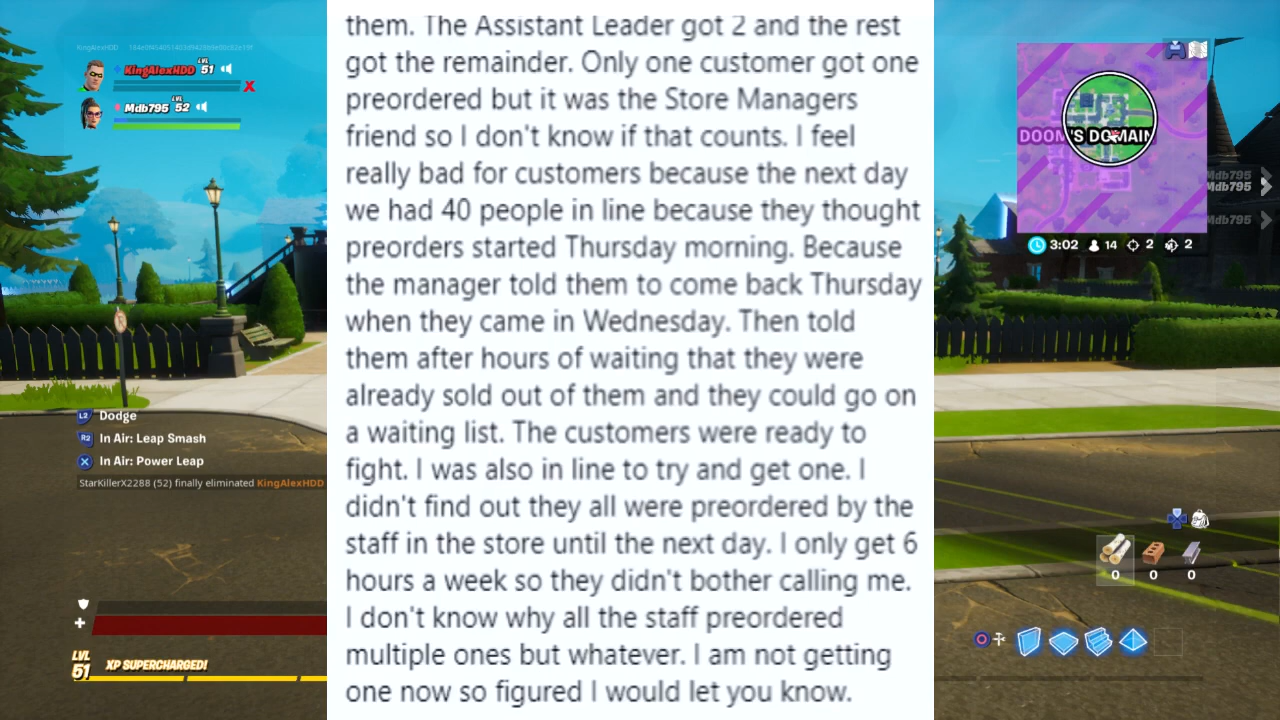 KingAlexHDD
KingAlexHDD LVL 51
Mdb795 LVL 52
L2 Dodge
R2 In Air: Leap Smash
X In Air: Power Leap
StarKillerX2288 (52) finally eliminated KingAlexHDD
LVL
51 XP SUPERCHARGED!
them. The Assistant Leader got 2 and the rest
got the remainder. Only one customer got one
preordered but it was the Store Managers
friend so I don't know if that counts. I feel
really bad for customers because the next day
we had 40 people in line because they thought
preorders started Thursday morning. Because
the manager told them to come back Thursday
when they came in Wednesday. Then told
them after hours of waiting that they were
already sold out of them and they could go on
a waiting list. The customers were ready to
fight. I was also in line to try and get one. I
didn't find out they all were preordered by the
staff in the store until the next day. I only get 6
hours a week so they didn't bother calling me.
I don't know why all the staff preordered
multiple ones but whatever. I am not getting
one now so figured I would let you know.
DOOM'S DOMAIN
Mdb795
Mdb795
Mdb795
3:02 14 2 2
0 0 0